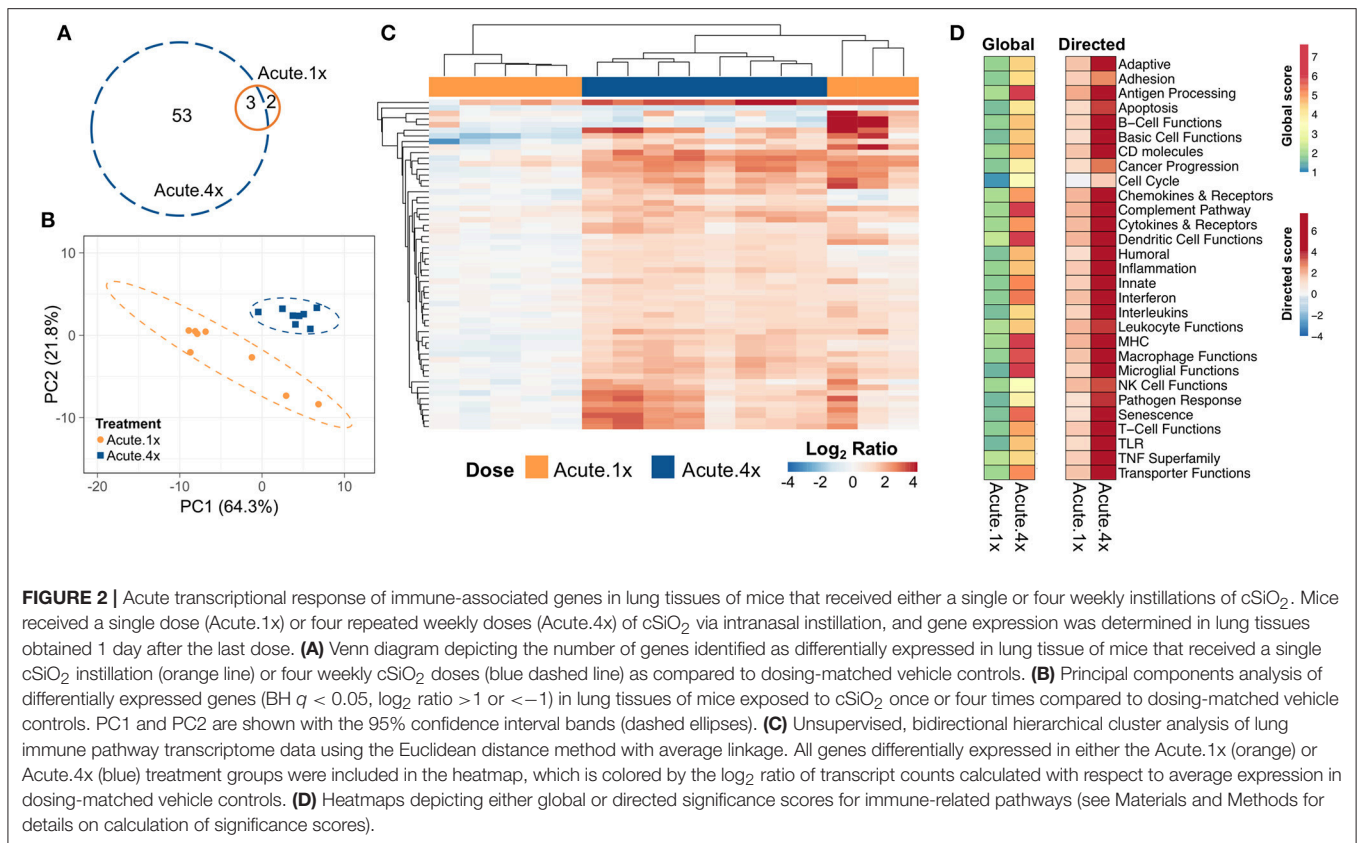 A
Acute.1x
3 2
53
Acute.4x
B
10
0
-10
PC2 (21.8%)
Treatment
Acute.1x
Acute.4x
-20 -10 0 10
PC1 (64.3%)
C
Dose Acute.1x Acute.4x
Log2 Ratio
-4 -2 0 2 4
D
Global Directed
Adaptive
Adhesion
Antigen Processing
Apoptosis
B-Cell Functions
Basic Cell Functions
CD molecules
Cancer Progression
Cell Cycle
Chemokines & Receptors
Complement Pathway
Cytokines & Receptors
Dendritic Cell Functions
Humoral
Inflammation
Innate
Interferon
Interleukins
Leukocyte Functions
MHC
Macrophage Functions
Microglial Functions
NK Cell Functions
Pathogen Response
Senescence
T-Cell Functions
TLR
TNF Superfamily
Transporter Functions
Acute.1x
Acute.4x
Acute.1x
Acute.4x
Global score
7
6
5
4
3
2
1
Directed score
6
4
2
0
−2
−4
FIGURE 2 | Acute transcriptional response of immune-associated genes in lung tissues of mice that received either a single or four weekly instillations of cSiO2. Mice
received a single dose (Acute.1x) or four repeated weekly doses (Acute.4x) of cSiO2 via intranasal instillation, and gene expression was determined in lung tissues
obtained 1 day after the last dose. (A) Venn diagram depicting the number of genes identified as differentially expressed in lung tissue of mice that received a single
cSiO2 instillation (orange line) or four weekly cSiO2 doses (blue dashed line) as compared to dosing-matched vehicle controls. (B) Principal components analysis of
differentially expressed genes (BH q < 0.05, log2 ratio >1 or <−1) in lung tissues of mice exposed to cSiO2 once or four times compared to dosing-matched vehicle
controls. PC1 and PC2 are shown with the 95% confidence interval bands (dashed ellipses). (C) Unsupervised, bidirectional hierarchical cluster analysis of lung
immune pathway transcriptome data using the Euclidean distance method with average linkage. All genes differentially expressed in either the Acute.1x (orange) or
Acute.4x (blue) treatment groups were included in the heatmap, which is colored by the log2 ratio of transcript counts calculated with respect to average expression in
dosing-matched vehicle controls. (D) Heatmaps depicting either global or directed significance scores for immune-related pathways (see Materials and Methods for
details on calculation of significance scores).